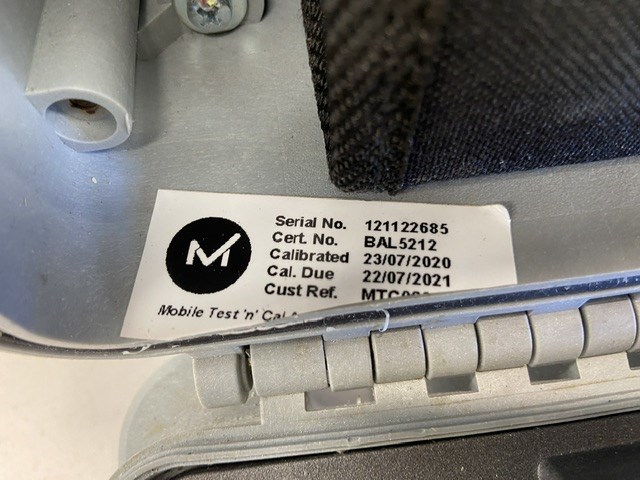 Serial No. 121122685
Cert. No. BAL5212
Calibrated 23/07/2020
Cal. Due 22/07/2021
Cust Ref.
Mobile Test 'n' Cal